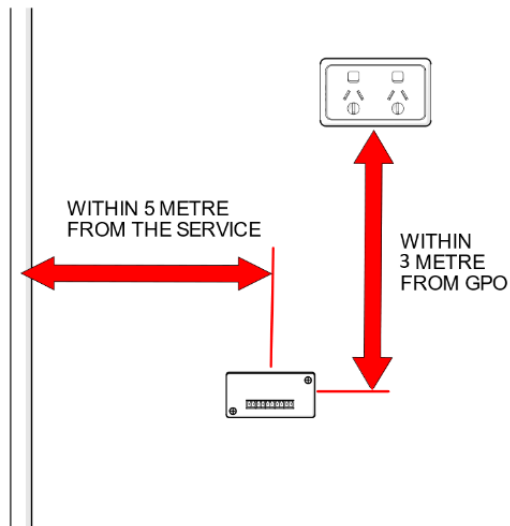 WITHIN 5 METRE
FROM THE SERVICE
WITHIN
3 METRE
FROM GPO